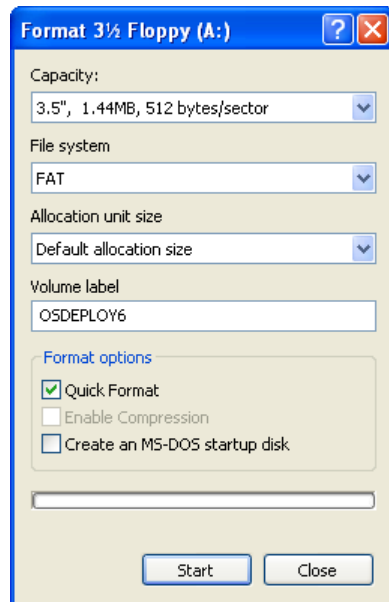 Format 3½ Floppy (A:)
Capacity:
3.5", 1.44MB, 512 bytes/sector
File system
FAT
Allocation unit size
Default allocation size
Volume label
OSDEPLOY6
Format options
Quick Format
Enable Compression
Create an MS-DOS startup disk
Start Close